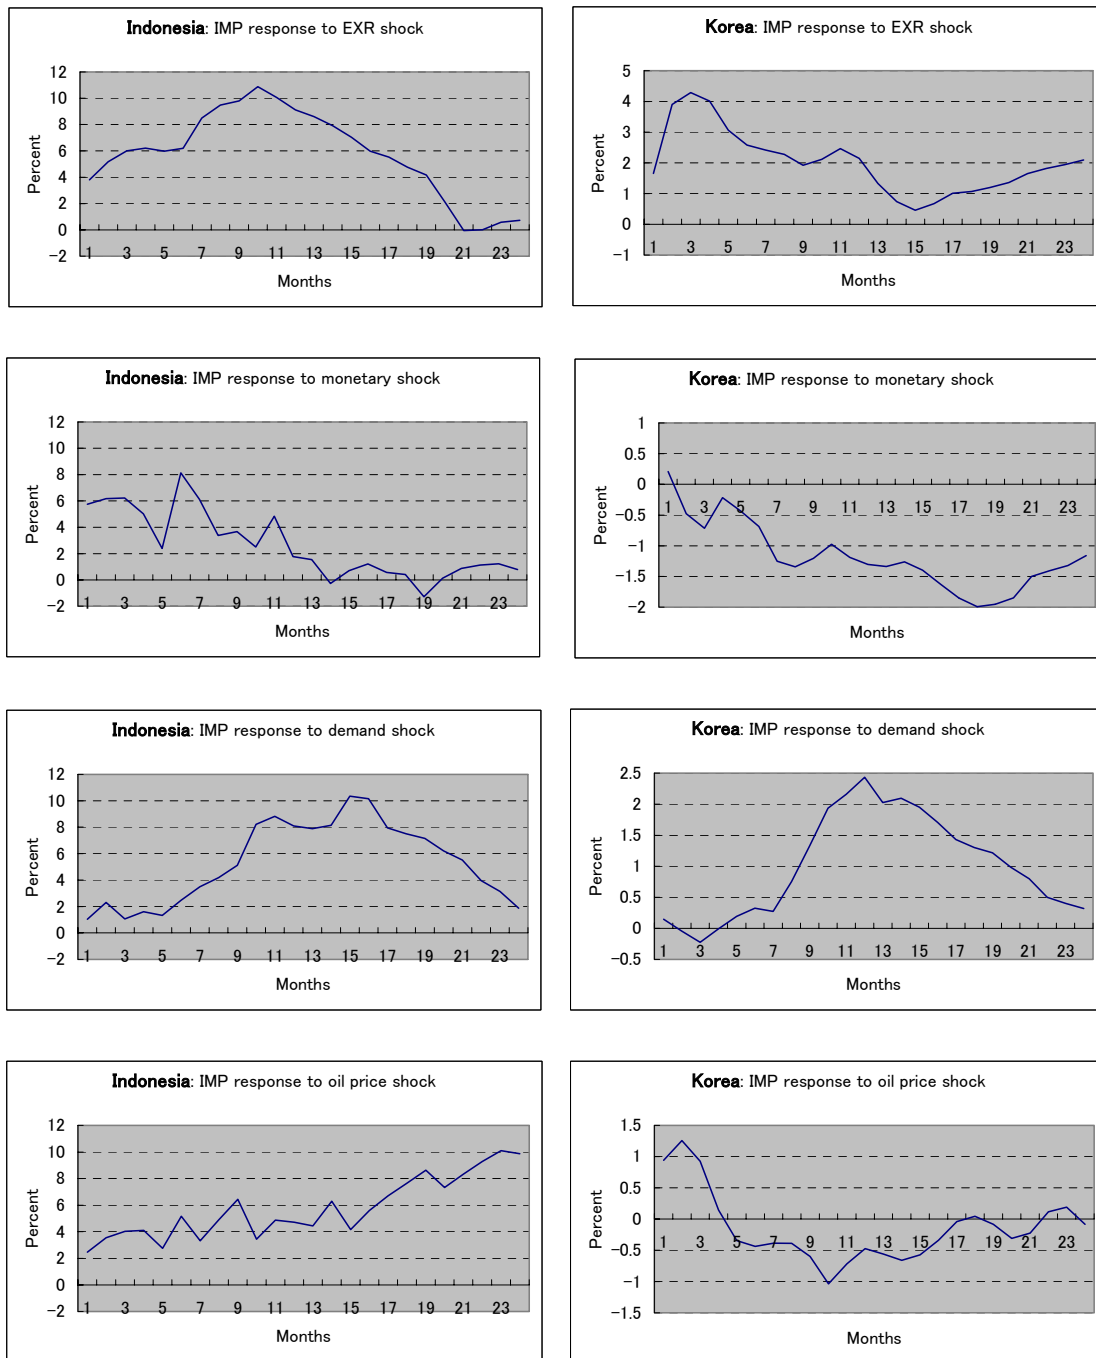 Indonesia: IMP response to EXR shock
12
10
8
6
4
2
0
-2
Percent
1 3 5 7 9 11 13 15 17 19 21 23
Months
Korea: IMP response to EXR shock
5
4
3
2
1
0
-1
Percent
1 3 5 7 9 11 13 15 17 19 21 23
Months
Indonesia: IMP response to monetary shock
12
10
8
6
4
2
0
-2
Percent
1 3 5 7 9 11 13 15 17 19 21 23
Months
Korea: IMP response to monetary shock
1
0.5
0
-0.5
-1
-1.5
-2
Percent
1 3 5 7 9 11 13 15 17 19 21 23
Months
Indonesia: IMP response to demand shock
12
10
8
6
4
2
0
-2
Percent
1 3 5 7 9 11 13 15 17 19 21 23
Months
Korea: IMP response to demand shock
2.5
2
1.5
1
0.5
0
-0.5
Percent
1 3 5 7 9 11 13 15 17 19 21 23
Months
Indonesia: IMP response to oil price shock
12
10
8
6
4
2
0
-2
Percent
1 3 5 7 9 11 13 15 17 19 21 23
Months
Korea: IMP response to oil price shock
1.5
1
0.5
0
-0.5
-1
-1.5
Percent
1 3 5 7 9 11 13 15 17 19 21 23
Months